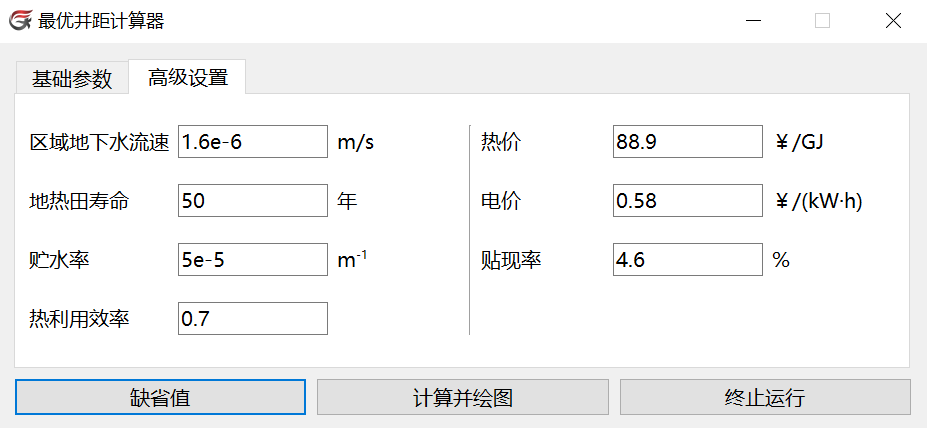 最优井距计算器
基础参数 高级设置
区域地下水流速 1.6e-6 m/s 热价 88.9 ￥/GJ
地热田寿命 50 年 电价 0.58 ￥/(kW·h)
贮水率 5e-5 m⁻¹ 贴现率 4.6 %
热利用效率 0.7
缺省值 计算并绘图 终止运行